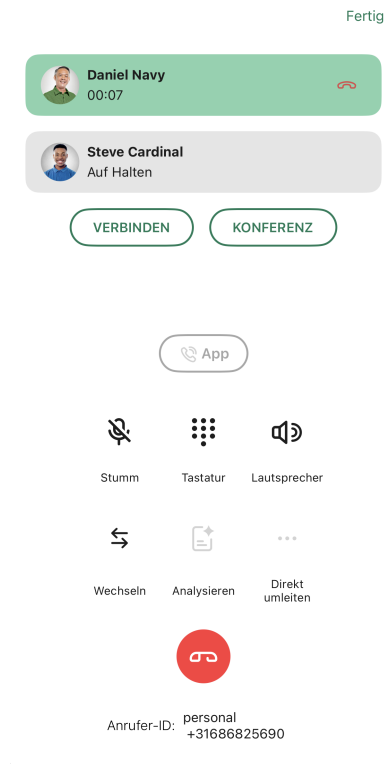 Fertig
Daniel Navy
00:07
Steve Cardinal
Auf Halten
VERBINDEN KONFERENZ
App
Stumm Tastatur Lautsprecher
Wechseln Analysieren Direkt
umleiten
Anrufer-ID: personal
+31686825690